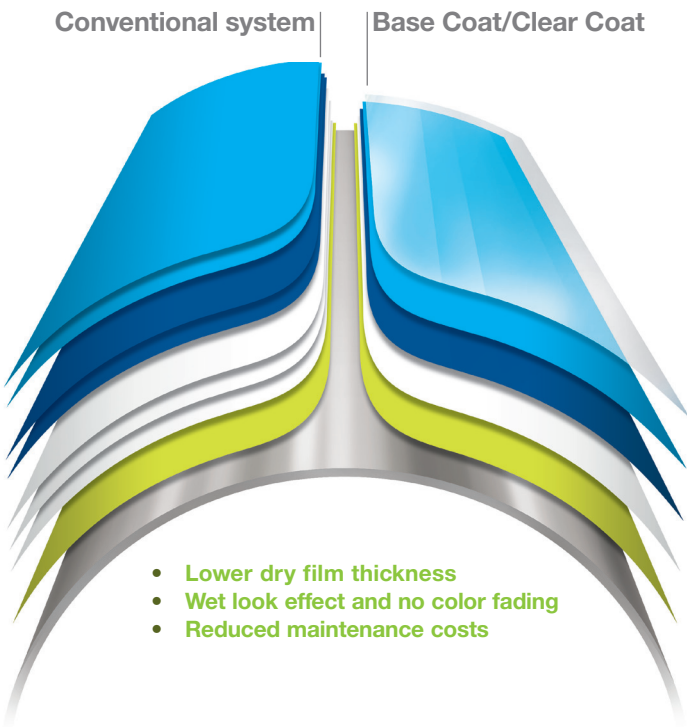 Conventional system
Base Coat/Clear Coat
• Lower dry film thickness
• Wet look effect and no color fading
• Reduced maintenance costs